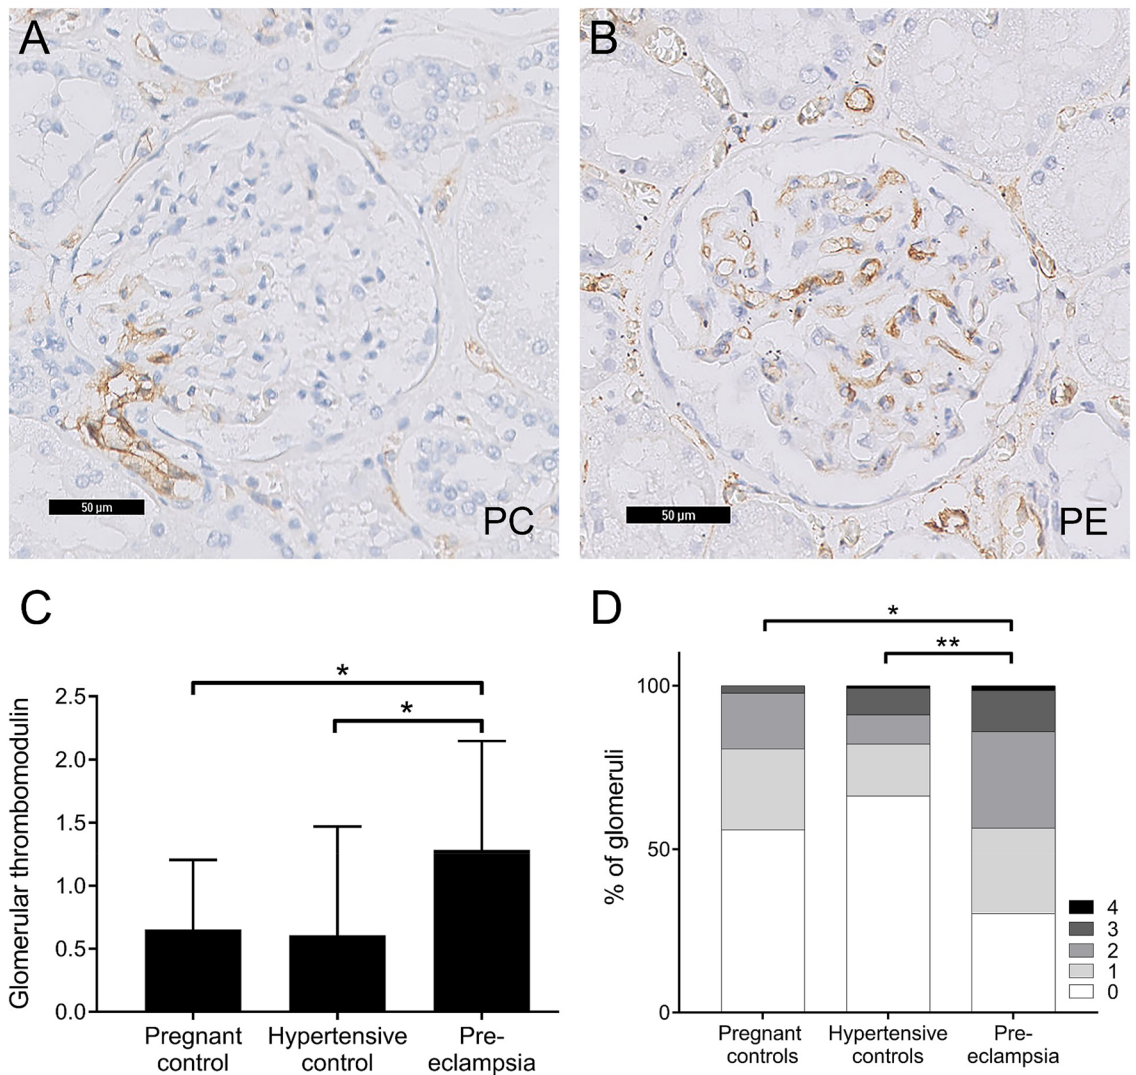 A
B
50 µm
PC
50 µm
PE
C
Glomerular thrombomodulin
2.5
2.0
1.5
1.0
0.5
0.0
*
*
Pregnant
control
Hypertensive
control
Pre-
eclampsia
D
% of glomeruli
100
50
0
*
**
4
3
2
1
0
Pregnant
controls
Hypertensive
controls
Pre-
eclampsia